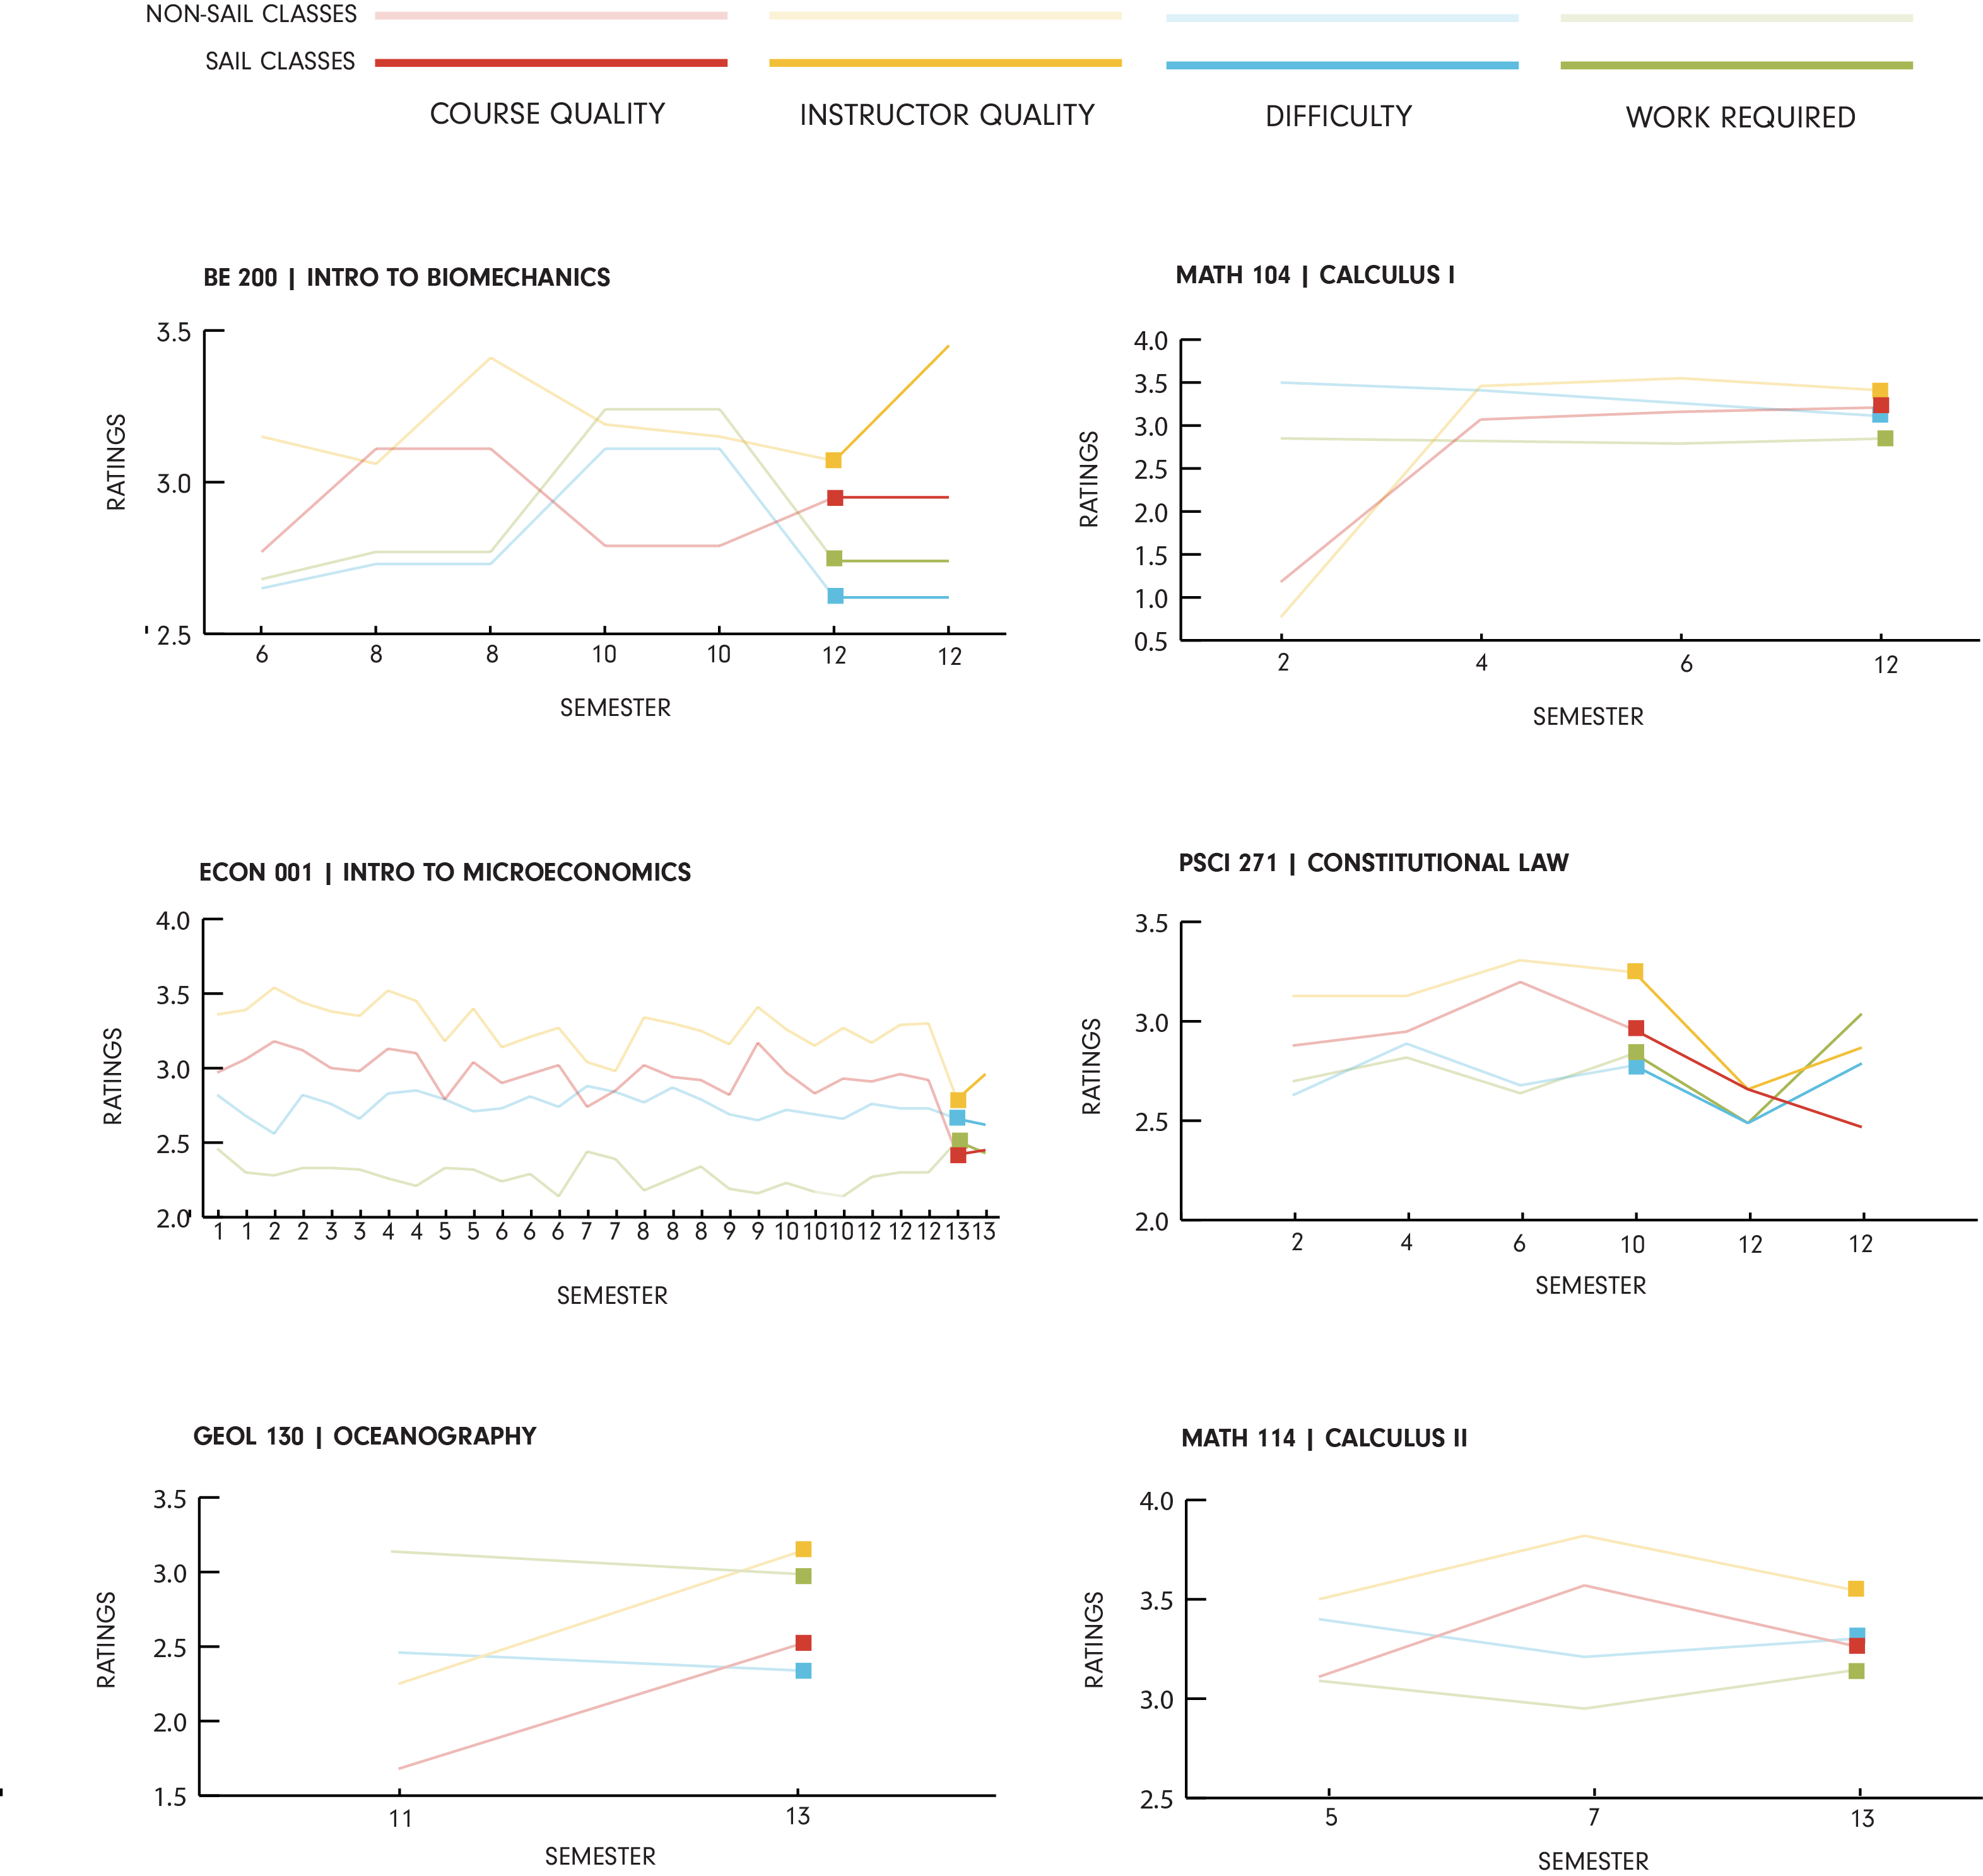 NON-SAIL CLASSES
SAIL CLASSES
COURSE QUALITY INSTRUCTOR QUALITY DIFFICULTY WORK REQUIRED
BE 200 | INTRO TO BIOMECHANICS
3.5
3.0
2.5
RATINGS
6 8 8 10 10 12 12
SEMESTER
MATH 104 | CALCULUS I
4.0
3.5
3.0
2.5
2.0
1.5
1.0
0.5
RATINGS
2 4 6 12
SEMESTER
ECON 001 | INTRO TO MICROECONOMICS
4.0
3.5
3.0
2.5
2.0
RATINGS
1 1 2 2 3 3 4 4 5 5 6 6 6 7 7 8 8 8 9 9 10 10 10 12 12 12 13 13
SEMESTER
PSCI 271 | CONSTITUTIONAL LAW
3.5
3.0
2.5
2.0
RATINGS
2 4 6 10 12 12
SEMESTER
GEOL 130 | OCEANOGRAPHY
3.5
3.0
2.5
2.0
1.5
RATINGS
11 13
SEMESTER
MATH 114 | CALCULUS II
4.0
3.5
3.0
2.5
RATINGS
5 7 13
SEMESTER